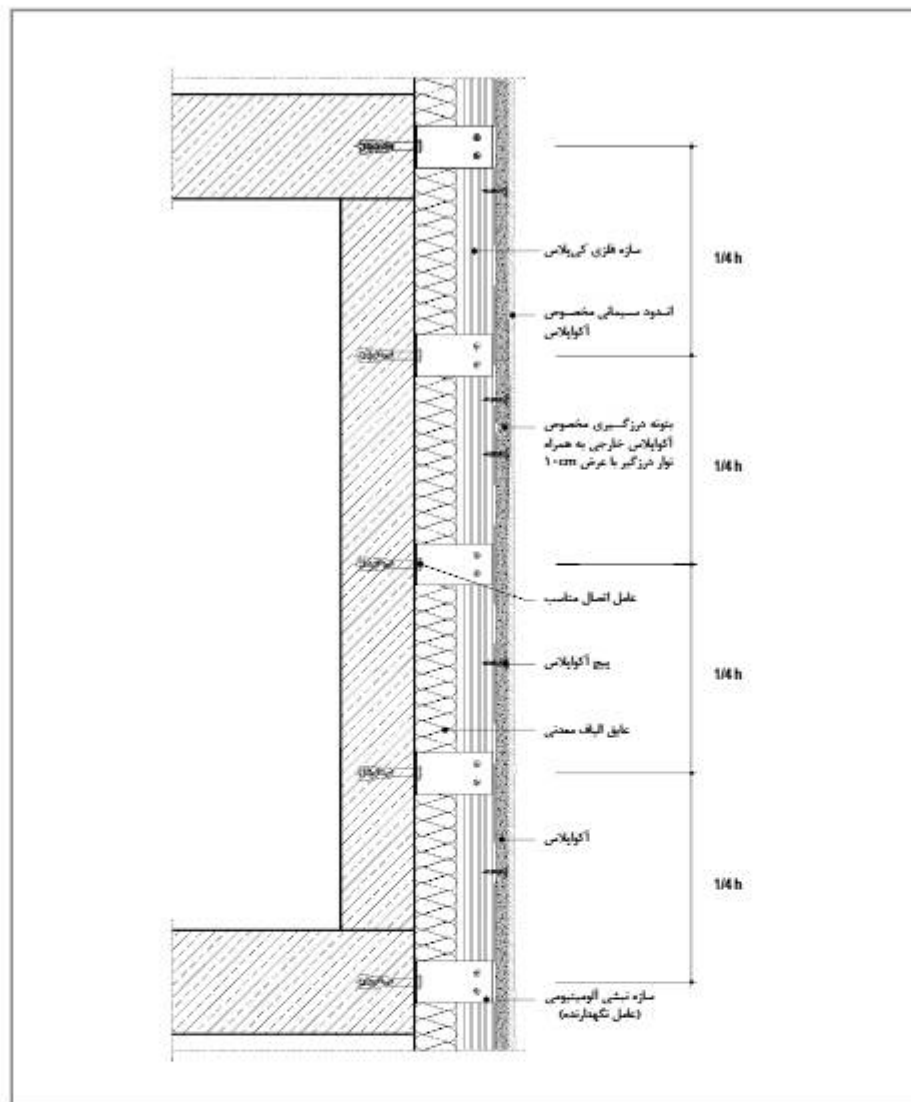 سازه فلزی کی‌پلاس
1/4 h
اندود سیمانی مخصوص
آکواپلاس
بتونه درزگیری مخصوص
آکواپلاس خارجی به همراه
نوار درزگیر با عرض ۱۰cm
1/4 h
عامل اتصال مناسب
پیچ آکواپلاس
1/4 h
عایق الیاف معدنی
آکواپلاس
1/4 h
سازه نبشی آلومینیومی
(عامل نگهدارنده)